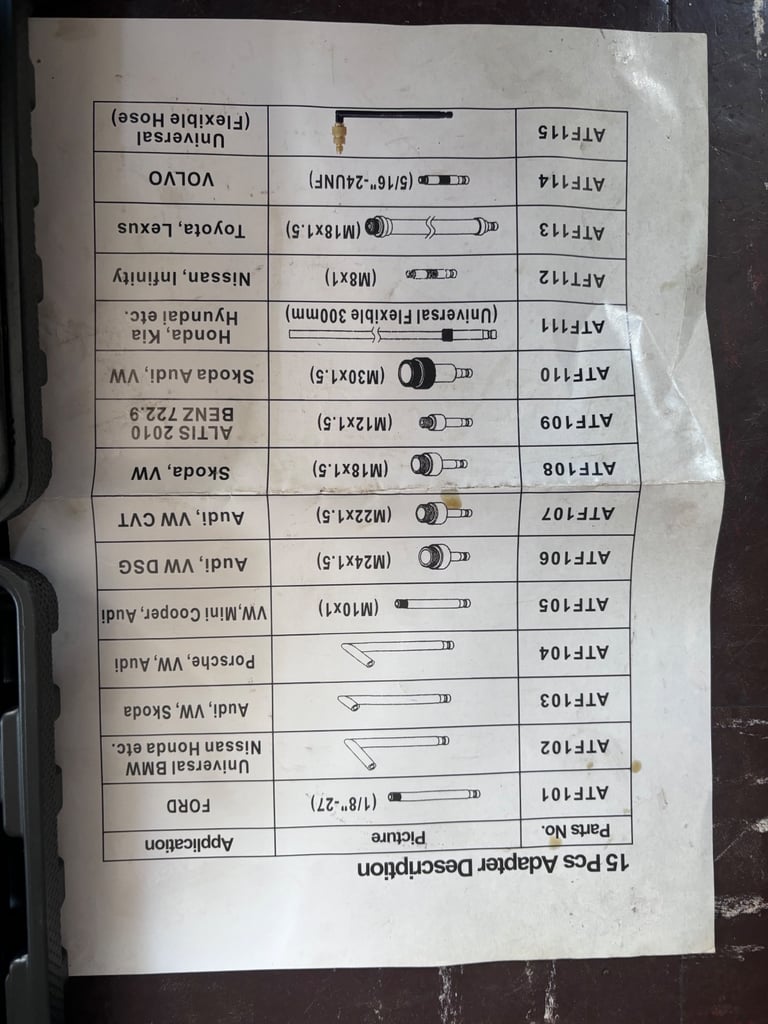 15 Pcs Adapter Description
Parts No. Picture Application
ATF101 (1/8"-27) FORD
ATF102 Universal BMW
Nissan Honda etc.
ATF103 Audi, VW, Skoda
ATF104 Porsche, VW, Audi
ATF105 (M10x1) VW,Mini Cooper, Audi
ATF106 (M24x1.5) Audi, VW DSG
ATF107 (M22x1.5) Audi, VW CVT
ATF108 (M18x1.5) Skoda, VW
ATF109 (M12x1.5) ALTIS 2010
BENZ 722.9
ATF110 (M30x1.5) Skoda Audi, VW
ATF111 (Universal Flexible 300mm) Honda, Kia
Hyundai etc.
AFT112 (M8x1) Nissan, Infinity
ATF113 (M18x1.5) Toyota, Lexus
ATF114 (5/16"-24UNF) VOLVO
ATF115 Universal
(Flexible Hose)